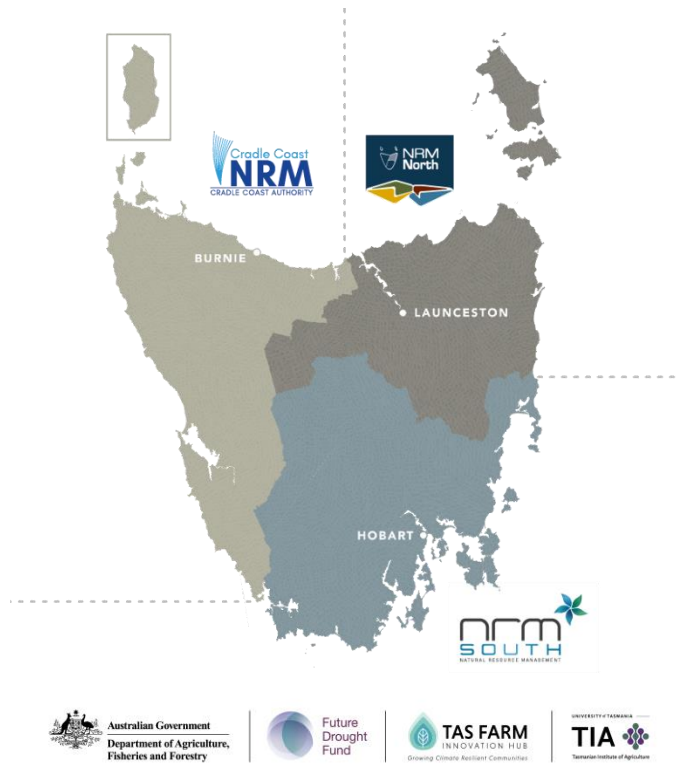 Cradle Coast
NRM
CRADLE COAST AUTHORITY
NRM
North
BURNIE
LAUNCESTON
HOBART
nrm
SOUTH
NATURAL RESOURCE MANAGEMENT
Australian Government
Department of Agriculture,
Fisheries and Forestry
Future
Drought
Fund
TAS FARM
INNOVATION HUB
Growing Climate Resilient Communities
UNIVERSITY of TASMANIA
TIA
Tasmanian Institute of Agriculture